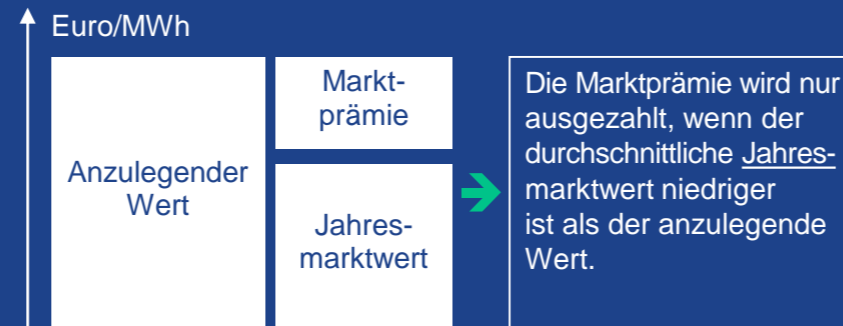 Euro/MWh
Anzulegender
Wert
Markt-
prämie
Jahres-
marktwert
Die Marktprämie wird nur
ausgezahlt, wenn der
durchschnittliche Jahres-
marktwert niedriger
ist als der anzulegende
Wert.